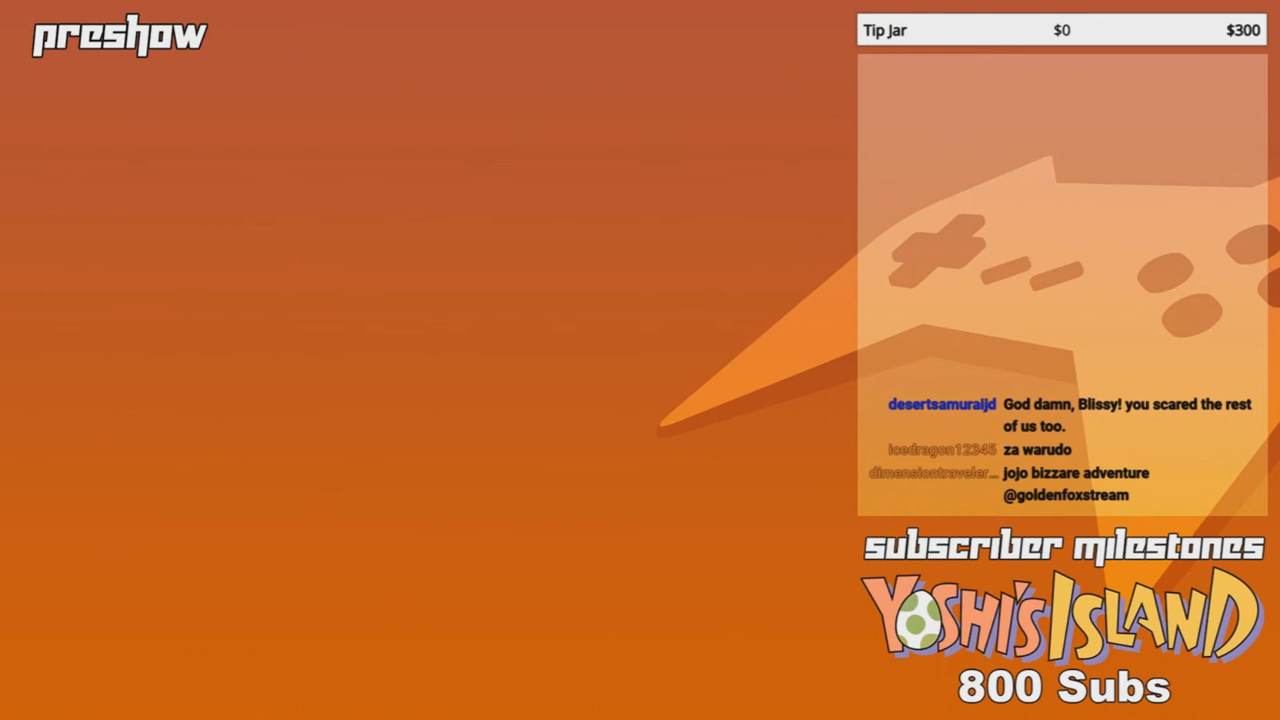 preshow
Tip Jar $0 $300
desertsamuraijd God damn, Blissy! you scared the rest
of us too.
icedragon12345 za warudo
dimensiontraveler... jojo bizzare adventure
@goldenfoxstream
subscriber milestones
YOSHI'S ISLAND
800 Subs